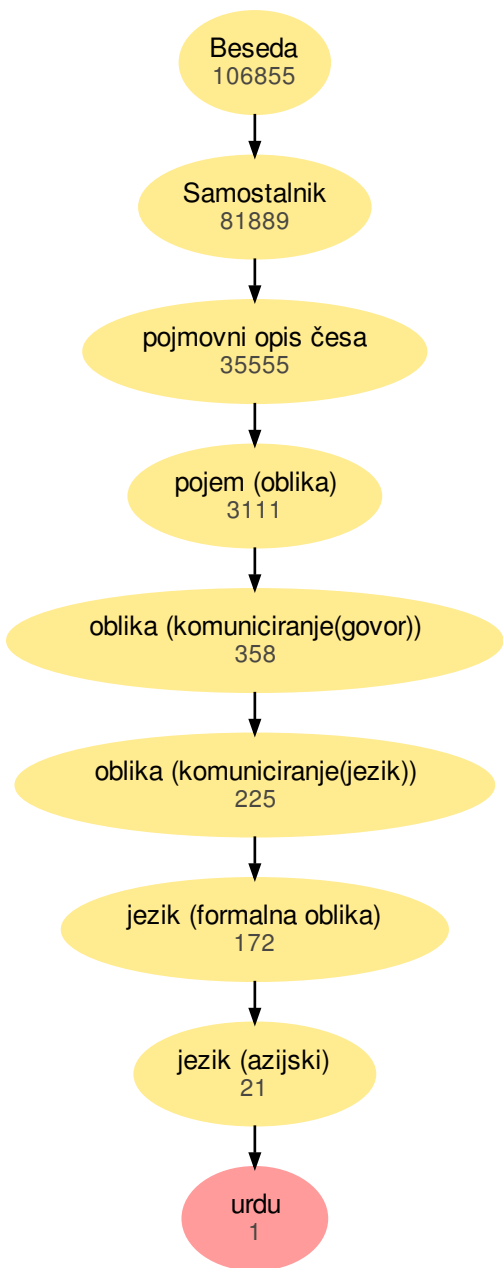 Beseda
106855
Samostalnik
81889
pojmovni opis česa
35555
pojem (oblika)
3111
oblika (komuniciranje(govor))
358
oblika (komuniciranje(jezik))
225
jezik (formalna oblika)
172
jezik (azijski)
21
urdu
1